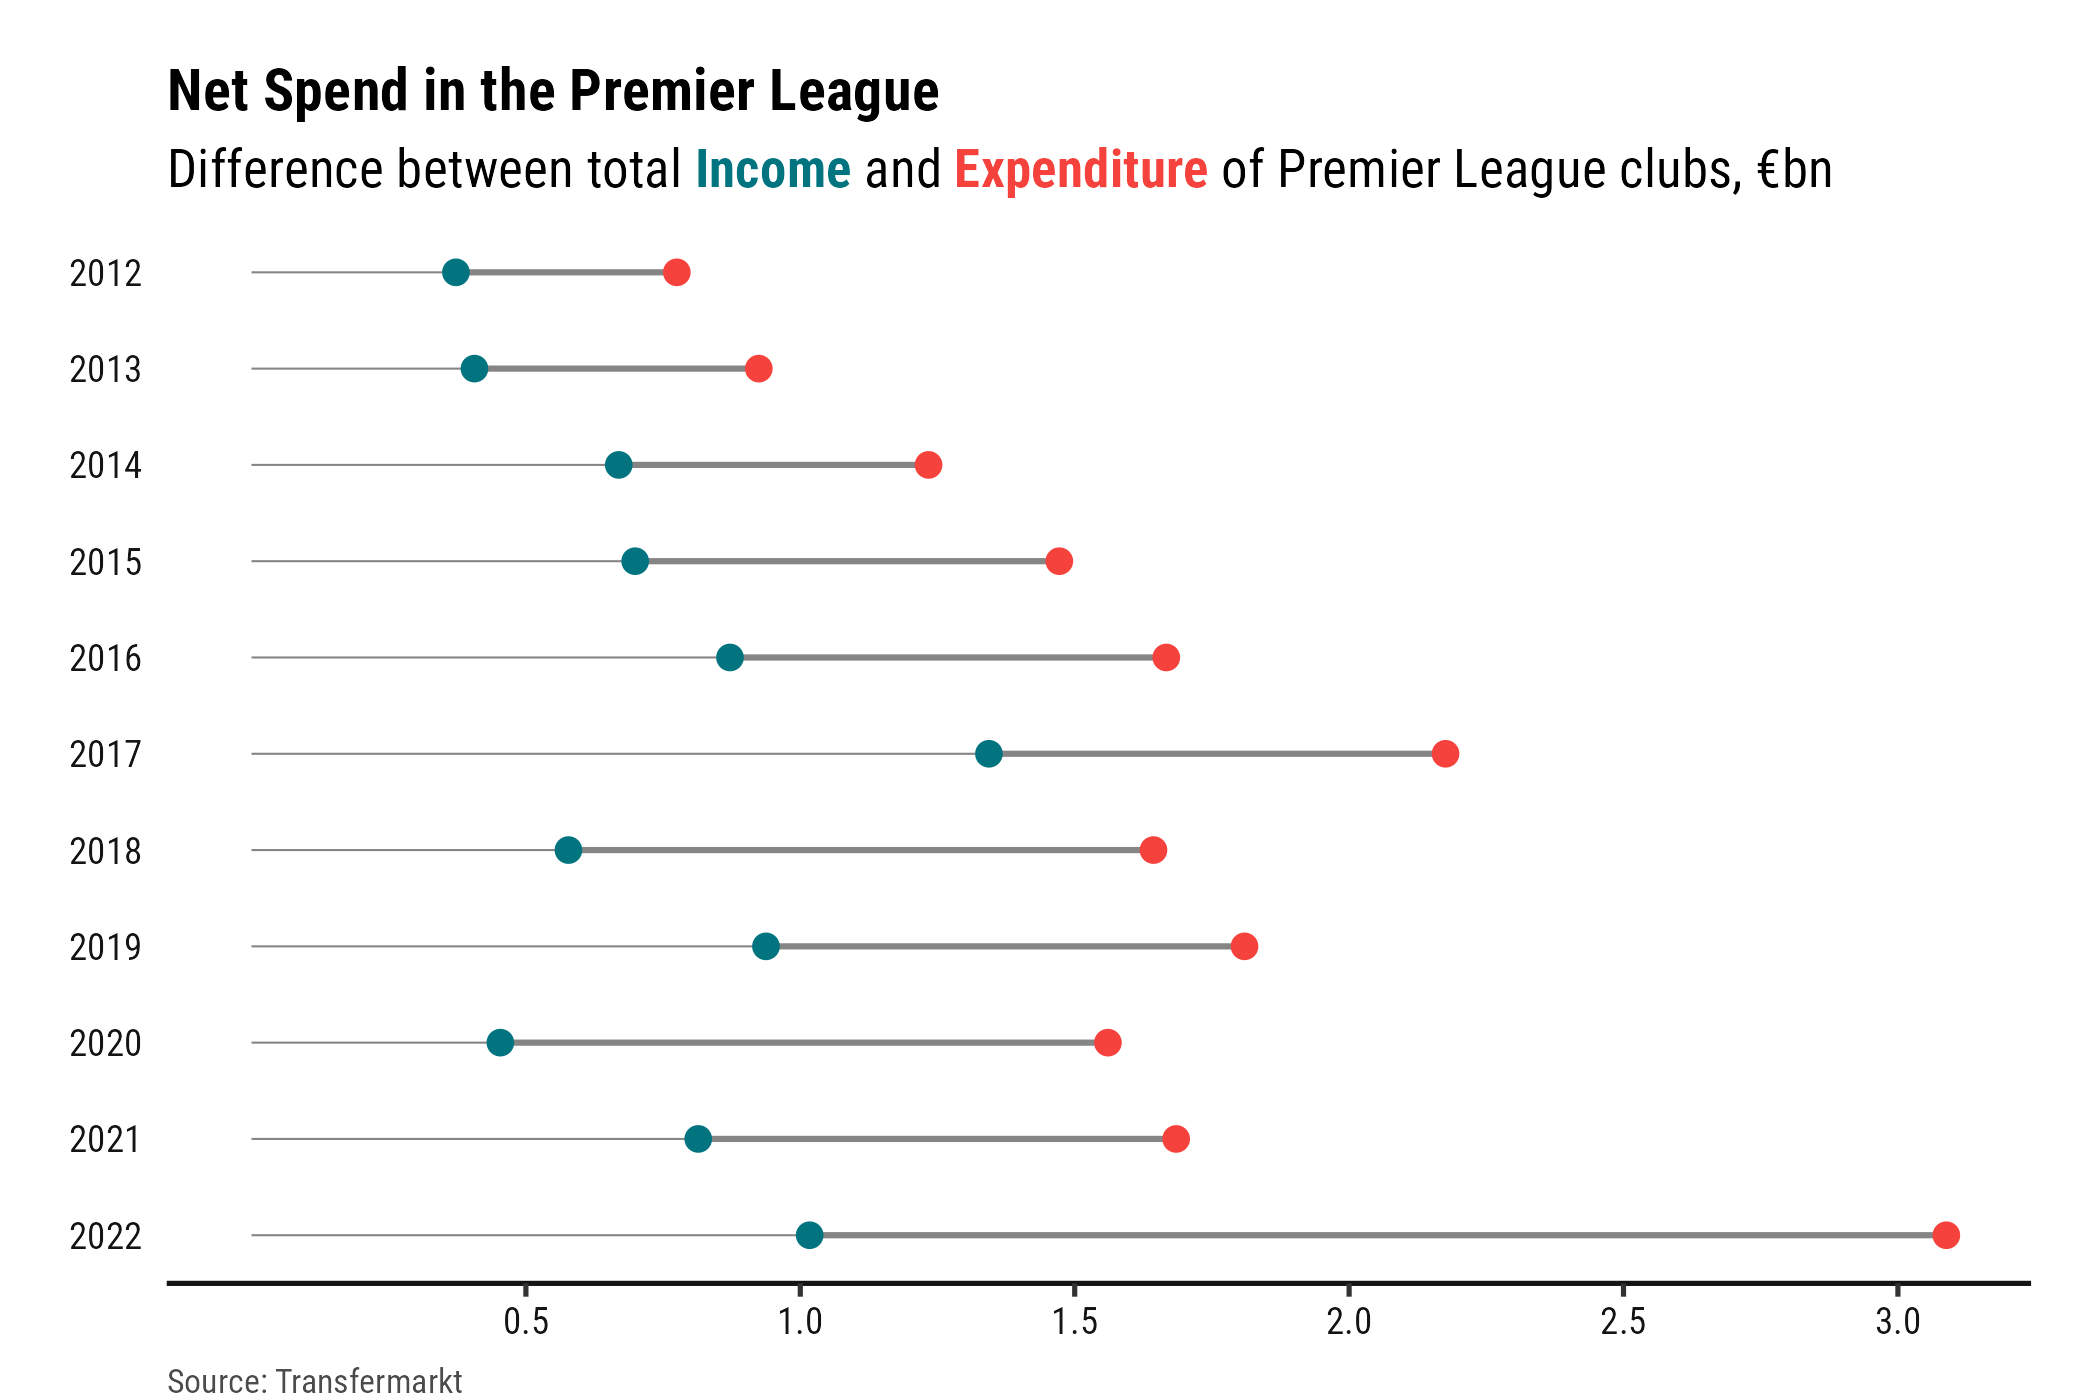 Net Spend in the Premier League
Difference between total Income and Expenditure of Premier League clubs, €bn
2012
2013
2014
2015
2016
2017
2018
2019
2020
2021
2022
0.5 1.0 1.5 2.0 2.5 3.0
Source: Transfermarkt